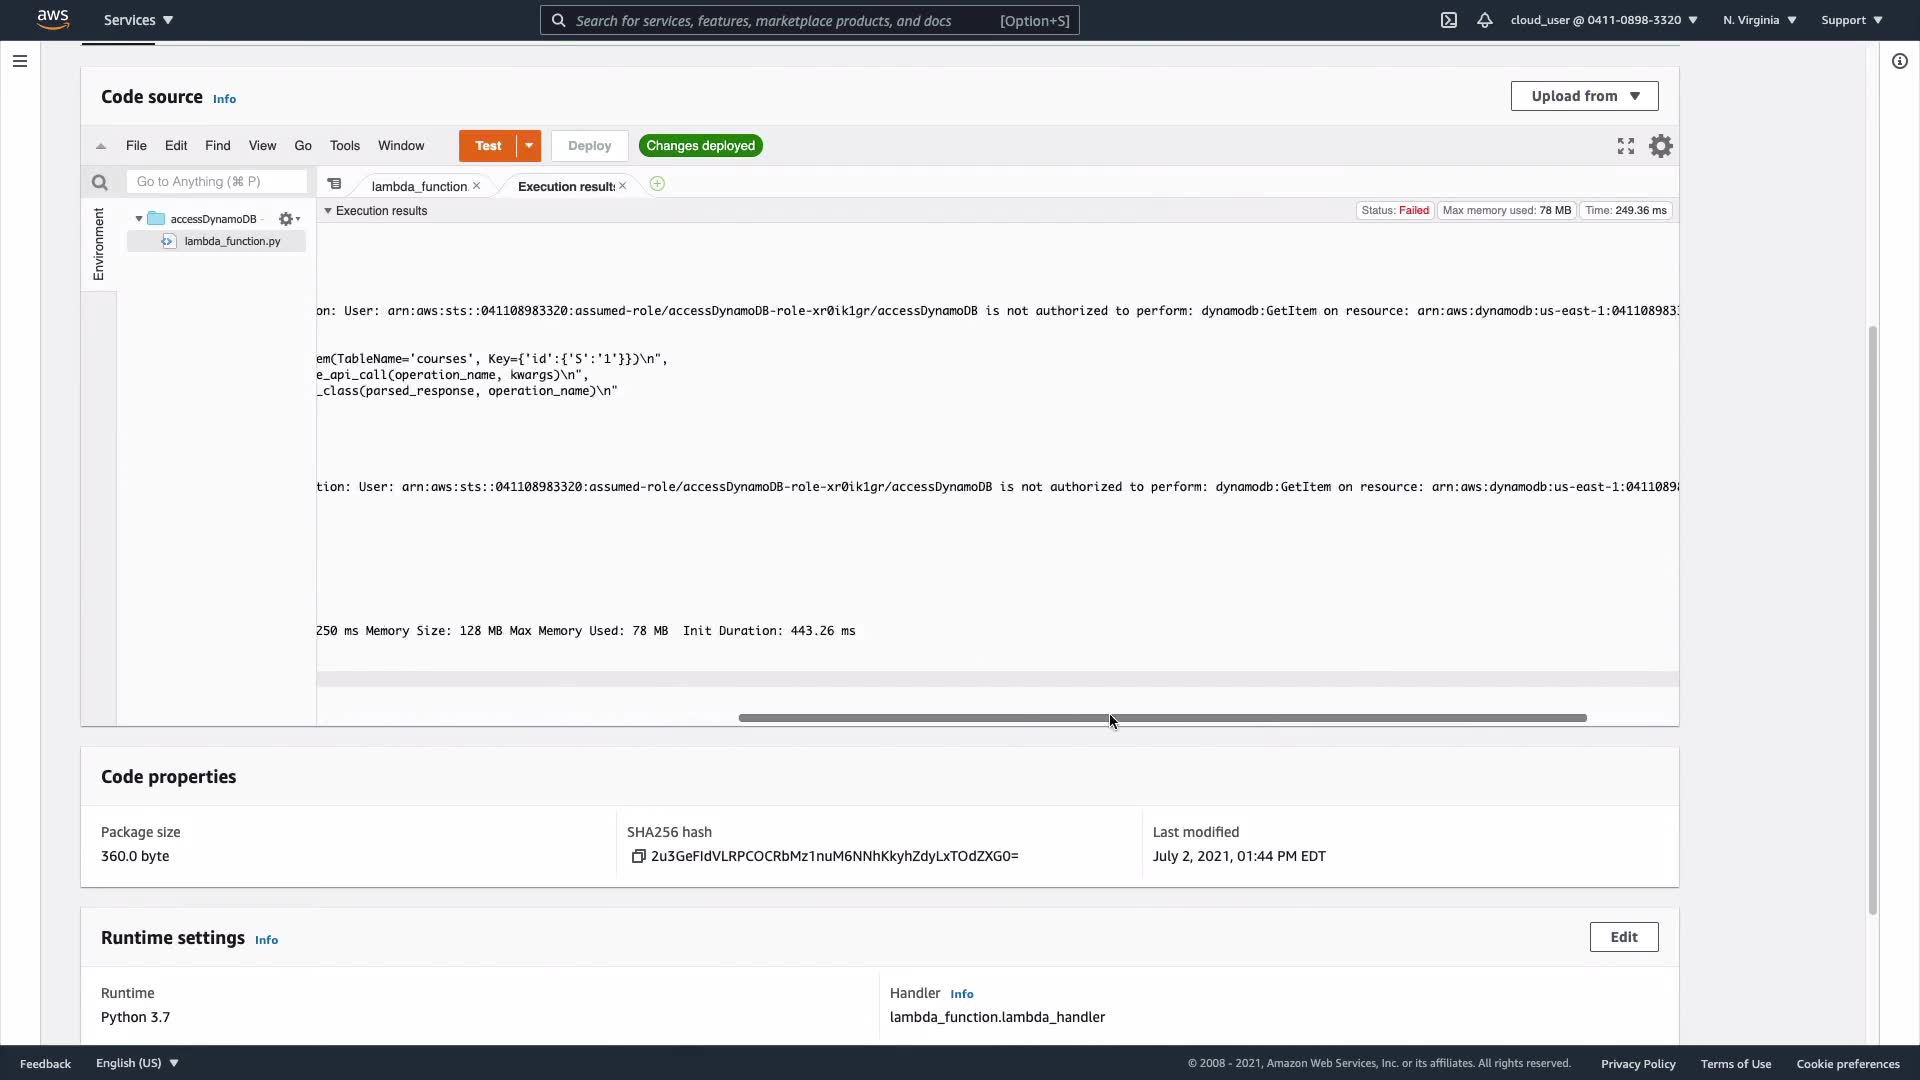 aws
Services
Search for services, features, marketplace products, and docs
[Option+S]
cloud_user @ 0411-0898-3320
N. Virginia
Support
Code source Info
Upload from
File Edit Find View Go Tools Window
Test
Deploy
Changes deployed
Go to Anything (⌘ P)
lambda_function.
Execution results
Environment
accessDynamoDB -
lambda_function.py
Execution results
Status: Failed
Max memory used: 78 MB
Time: 249.36 ms
on: User: arn:aws:sts::041108983320:assumed-role/accessDynamoDB-role-xr0ik1gr/accessDynamoDB is not authorized to perform: dynamodb:GetItem on resource: arn:aws:dynamodb:us-east-1:0411089833
em(TableName='courses', Key={'id':{'S':'1'}})\n",
e_api_call(operation_name, kwargs)\n",
_class(parsed_response, operation_name)\n"
tion: User: arn:aws:sts::041108983320:assumed-role/accessDynamoDB-role-xr0ik1gr/accessDynamoDB is not authorized to perform: dynamodb:GetItem on resource: arn:aws:dynamodb:us-east-1:04110898
250 ms Memory Size: 128 MB Max Memory Used: 78 MB Init Duration: 443.26 ms
Code properties
Package size
360.0 byte
SHA256 hash
2u3GeFIdVLRPCOCRbMz1nuM6NNhKkyhZdyLxTOdZXG0=
Last modified
July 2, 2021, 01:44 PM EDT
Runtime settings Info
Edit
Runtime
Python 3.7
Handler Info
lambda_function.lambda_handler
Feedback
English (US)
© 2008 - 2021, Amazon Web Services, Inc. or its affiliates. All rights reserved.
Privacy Policy
Terms of Use
Cookie preferences